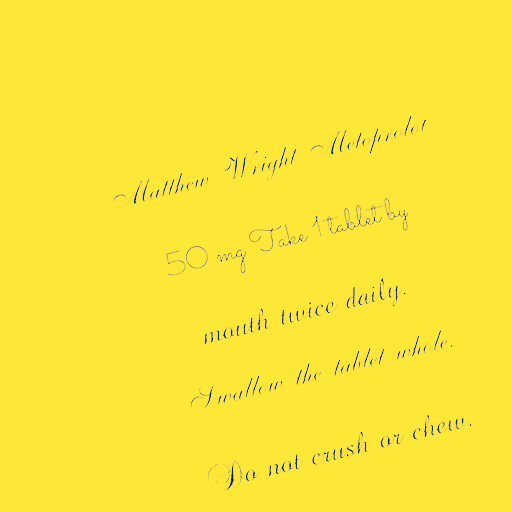 Matthew Wright Metoprolol
50 mg Take 1 tablet by
mouth twice daily.
Swallow the tablet whole.
Do not crush or chew.